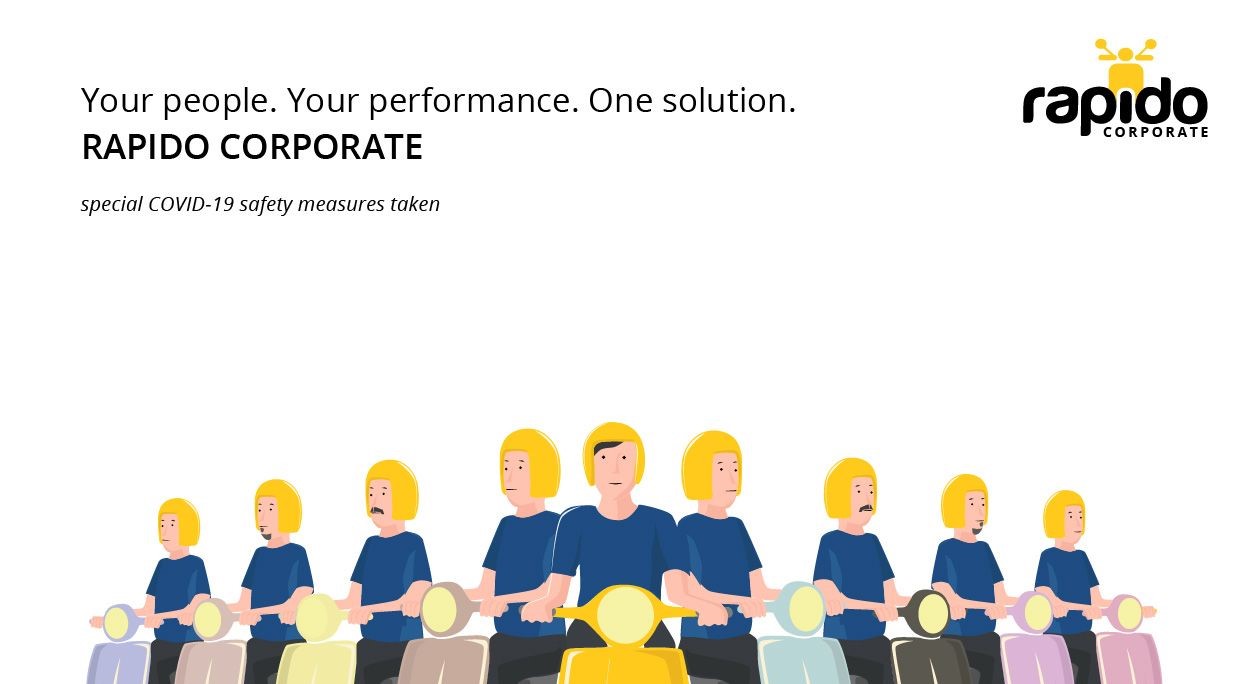 Your people. Your performance. One solution.
RAPIDO CORPORATE
special COVID-19 safety measures taken
rapido
CORPORATE